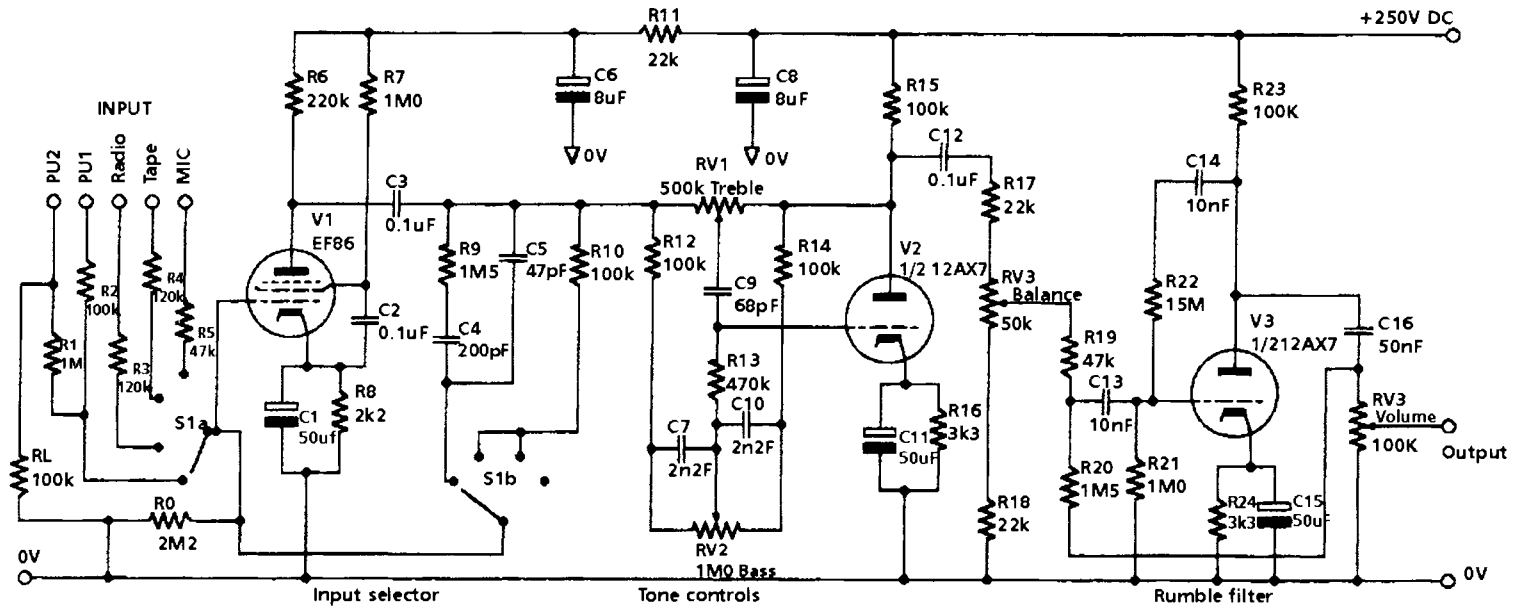 +250V DC
R11
22k
R6
220k
R7
1M0
C6
8uF
C8
8uF
R15
100k
R23
100K
INPUT
PU2
PU1
Radio
Tape
MIC
0V
0V
C12
0.1uF
C14
10nF
RV1
500k Treble
C3
0.1uF
R17
22k
V1
EF86
R9
1M5
C5
47pF
R10
100k
R12
100k
R14
100k
V2
1/2 12AX7
R4
120k
R2
100k
C9
68pF
RV3
Balance
50k
R22
15M
C2
0.1uF
R5
47k
R1
1M
R3
120k
C4
200pF
R13
470k
R19
47k
V3
1/212AX7
C16
50nF
C13
10nF
R8
2k2
C1
50uf
S1a
C10
2n2F
C7
2n2F
R16
3k3
C11
50uF
RV3
Volume
100K
Output
RL
100k
S1b
R20
1M5
R21
1M0
R0
2M2
R18
22k
R24
3k3
C15
50uF
RV2
1M0 Bass
0V
0V
Input selector
Tone controls
Rumble filter